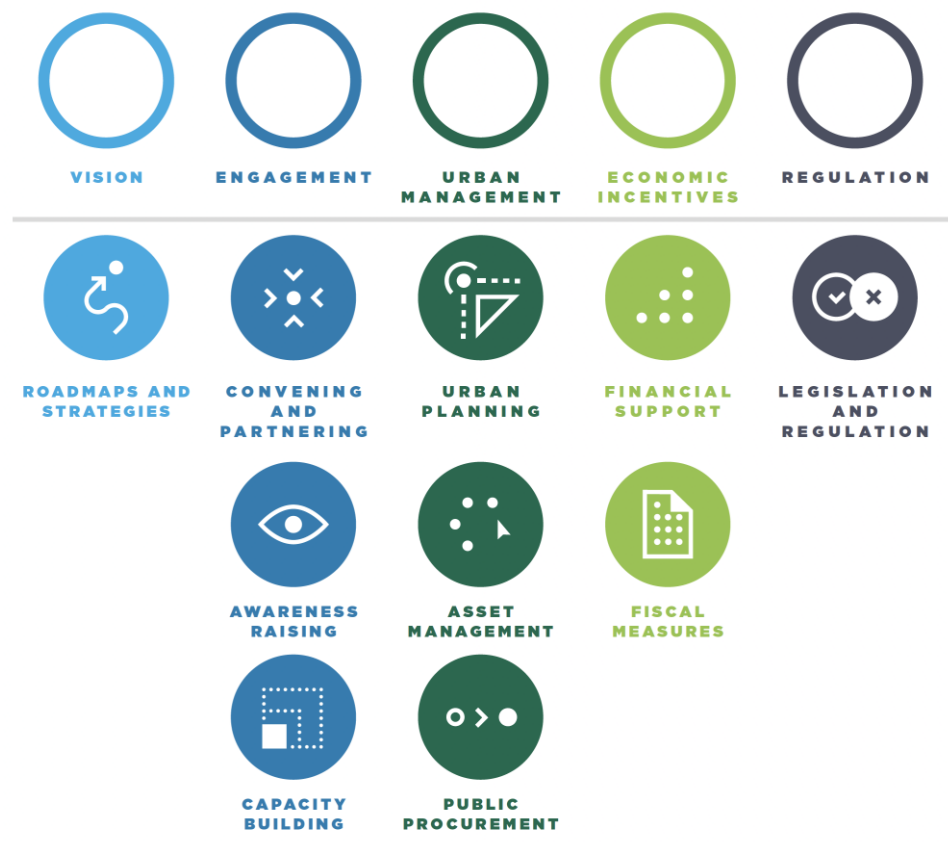 VISION
ENGAGEMENT
URBAN
MANAGEMENT
ECONOMIC
INCENTIVES
REGULATION
ROADMAPS AND
STRATEGIES
CONVENING
AND
PARTNERING
URBAN
PLANNING
FINANCIAL
SUPPORT
LEGISLATION
AND
REGULATION
AWARENESS
RAISING
ASSET
MANAGEMENT
FISCAL
MEASURES
CAPACITY
BUILDING
PUBLIC
PROCUREMENT